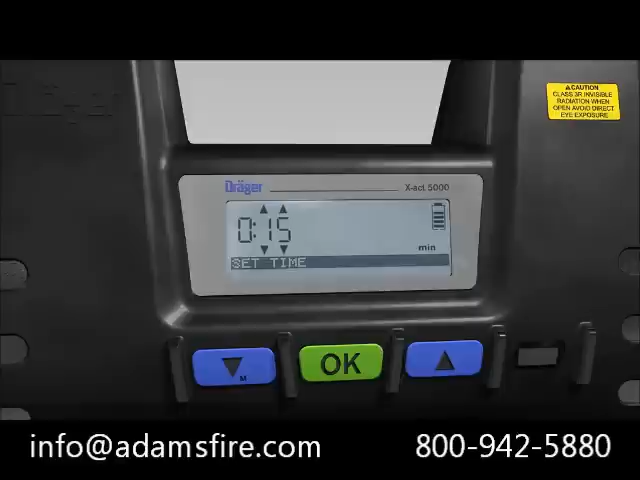 Dräger
⚠CAUTION
CLASS 3R INVISIBLE
RADIATION WHEN
OPEN AVOID DIRECT
EYE EXPOSURE
Dräger X-act 5000
0:15
min
SET TIME
M
OK
info@adamsfire.com 800-942-5880